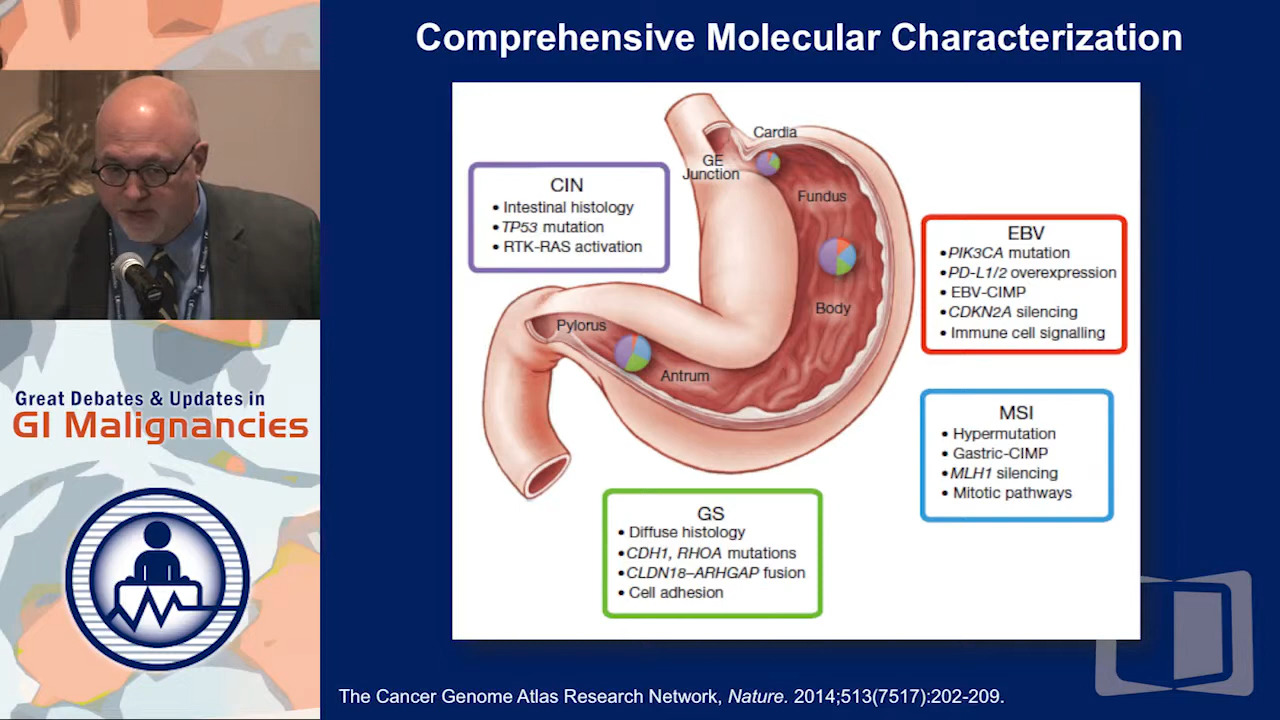 Comprehensive Molecular Characterization
Cardia
GE
Junction
Fundus
Body
Pylorus
Antrum
CIN
• Intestinal histology
• TP53 mutation
• RTK-RAS activation
EBV
• PIK3CA mutation
• PD-L1/2 overexpression
• EBV-CIMP
• CDKN2A silencing
• Immune cell signalling
MSI
• Hypermutation
• Gastric-CIMP
• MLH1 silencing
• Mitotic pathways
GS
• Diffuse histology
• CDH1, RHOA mutations
• CLDN18–ARHGAP fusion
• Cell adhesion
Great Debates & Updates in
GI Malignancies
The Cancer Genome Atlas Research Network, Nature. 2014;513(7517):202-209.